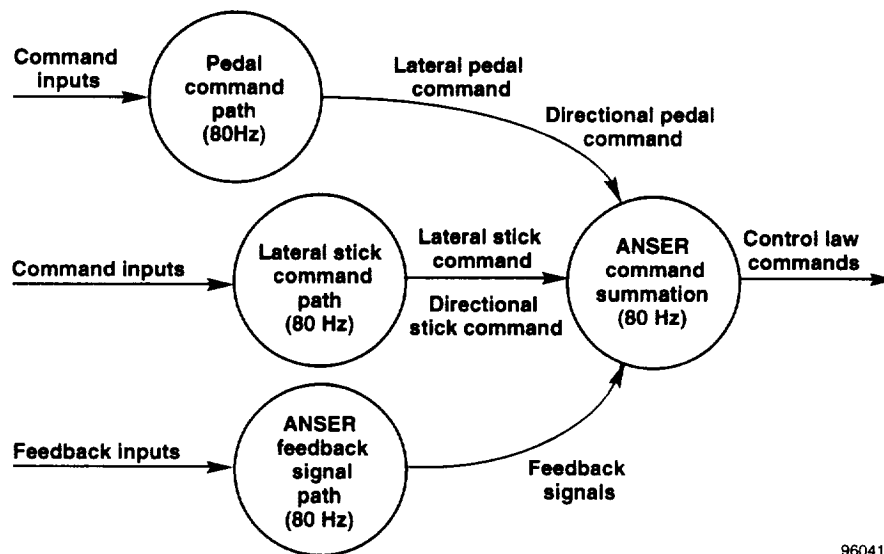 Command
inputs
Pedal
command
path
(80Hz)
Lateral pedal
command
Directional pedal
command
Command inputs
Lateral stick
command
path
(80 Hz)
Lateral stick
command
Directional
stick command
ANSER
command
summation
(80 Hz)
Control law
commands
Feedback inputs
ANSER
feedback
signal
path
(80 Hz)
Feedback
signals
96041